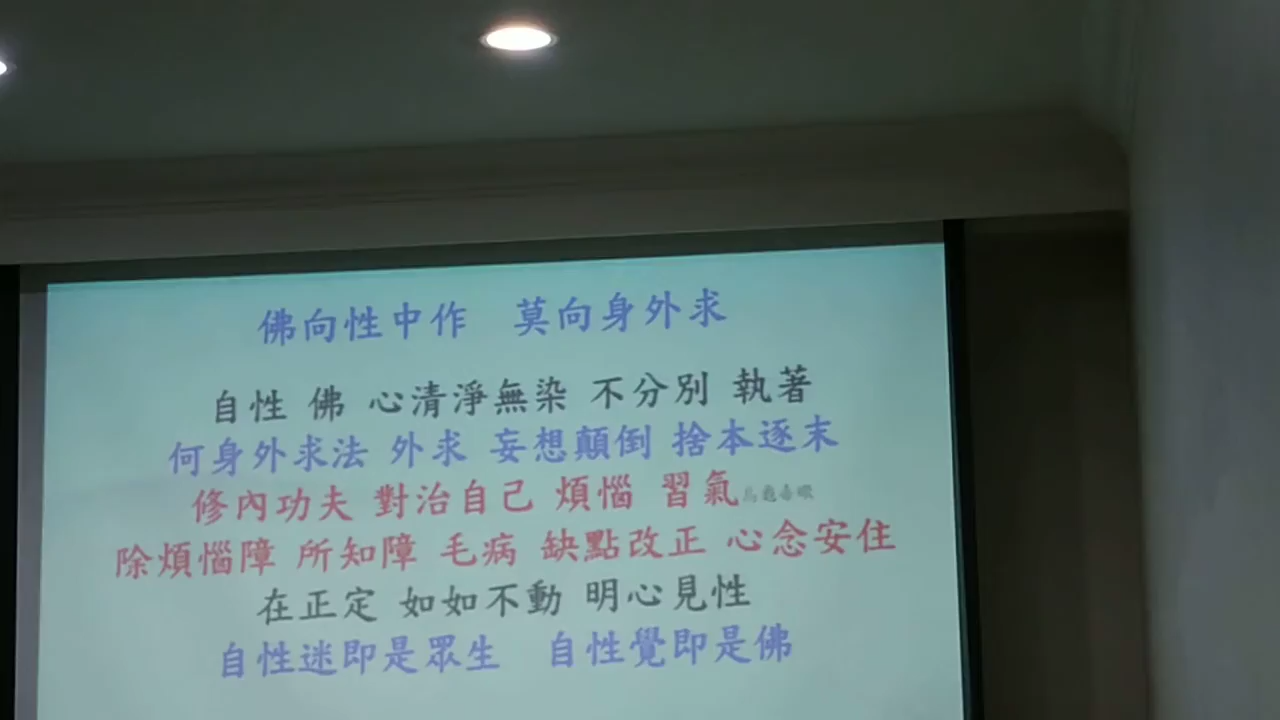 佛向性中作 莫向身外求
自性 佛 心清淨無染 不分別 執著
何身外求法 外求 妄想顛倒 捨本逐末
修內功夫 對治自己 煩惱 習氣
除煩惱障 所知障 毛病 缺點改正 心念安住
在正定 如如不動 明心見性
自性迷即是眾生 自性覺即是佛